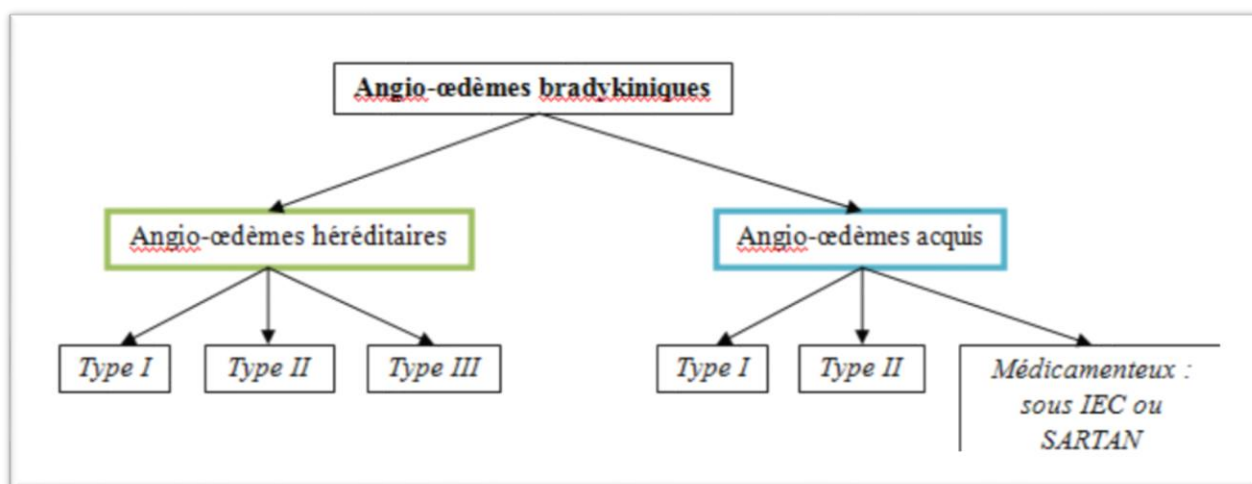 Angio-œdèmes bradykiniques
Angio-œdèmes héréditaires
Angio-œdèmes acquis
Type I
Type II
Type III
Type I
Type II
Médicamenteux :
sous IEC ou
SARTAN